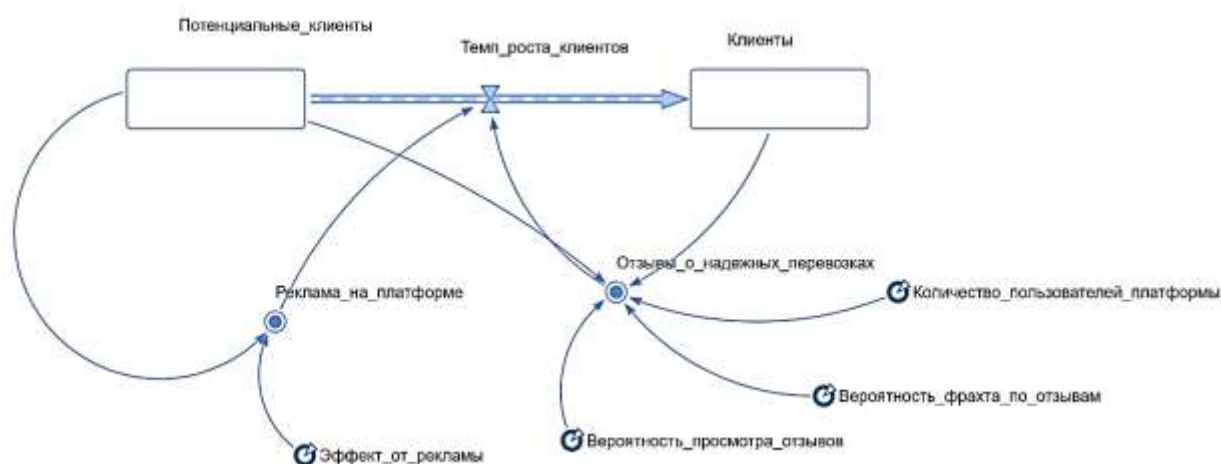 Потенциальные_клиенты
Темп_роста_клиентов
Клиенты
Отзывы_о_надежных_перевозках
Реклама_на_платформе
Количество_пользователей_платформы
Вероятность_фрахта_по_отзывам
Вероятность_просмотра_отзывов
Эффект_от_рекламы